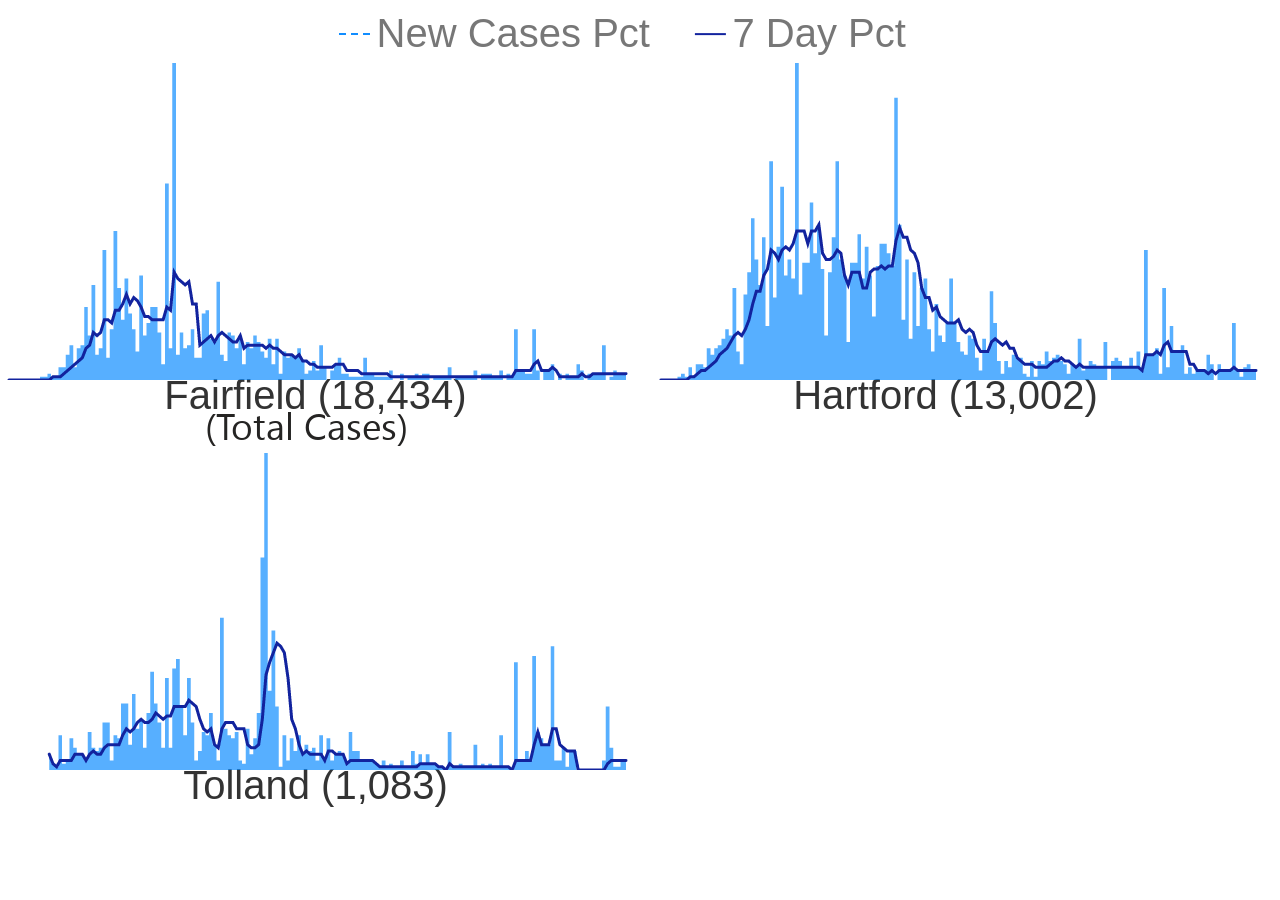 New Cases Pct 7 Day Pct
Fairfield (18,434)
(Total Cases)
Hartford (13,002)
Tolland (1,083)